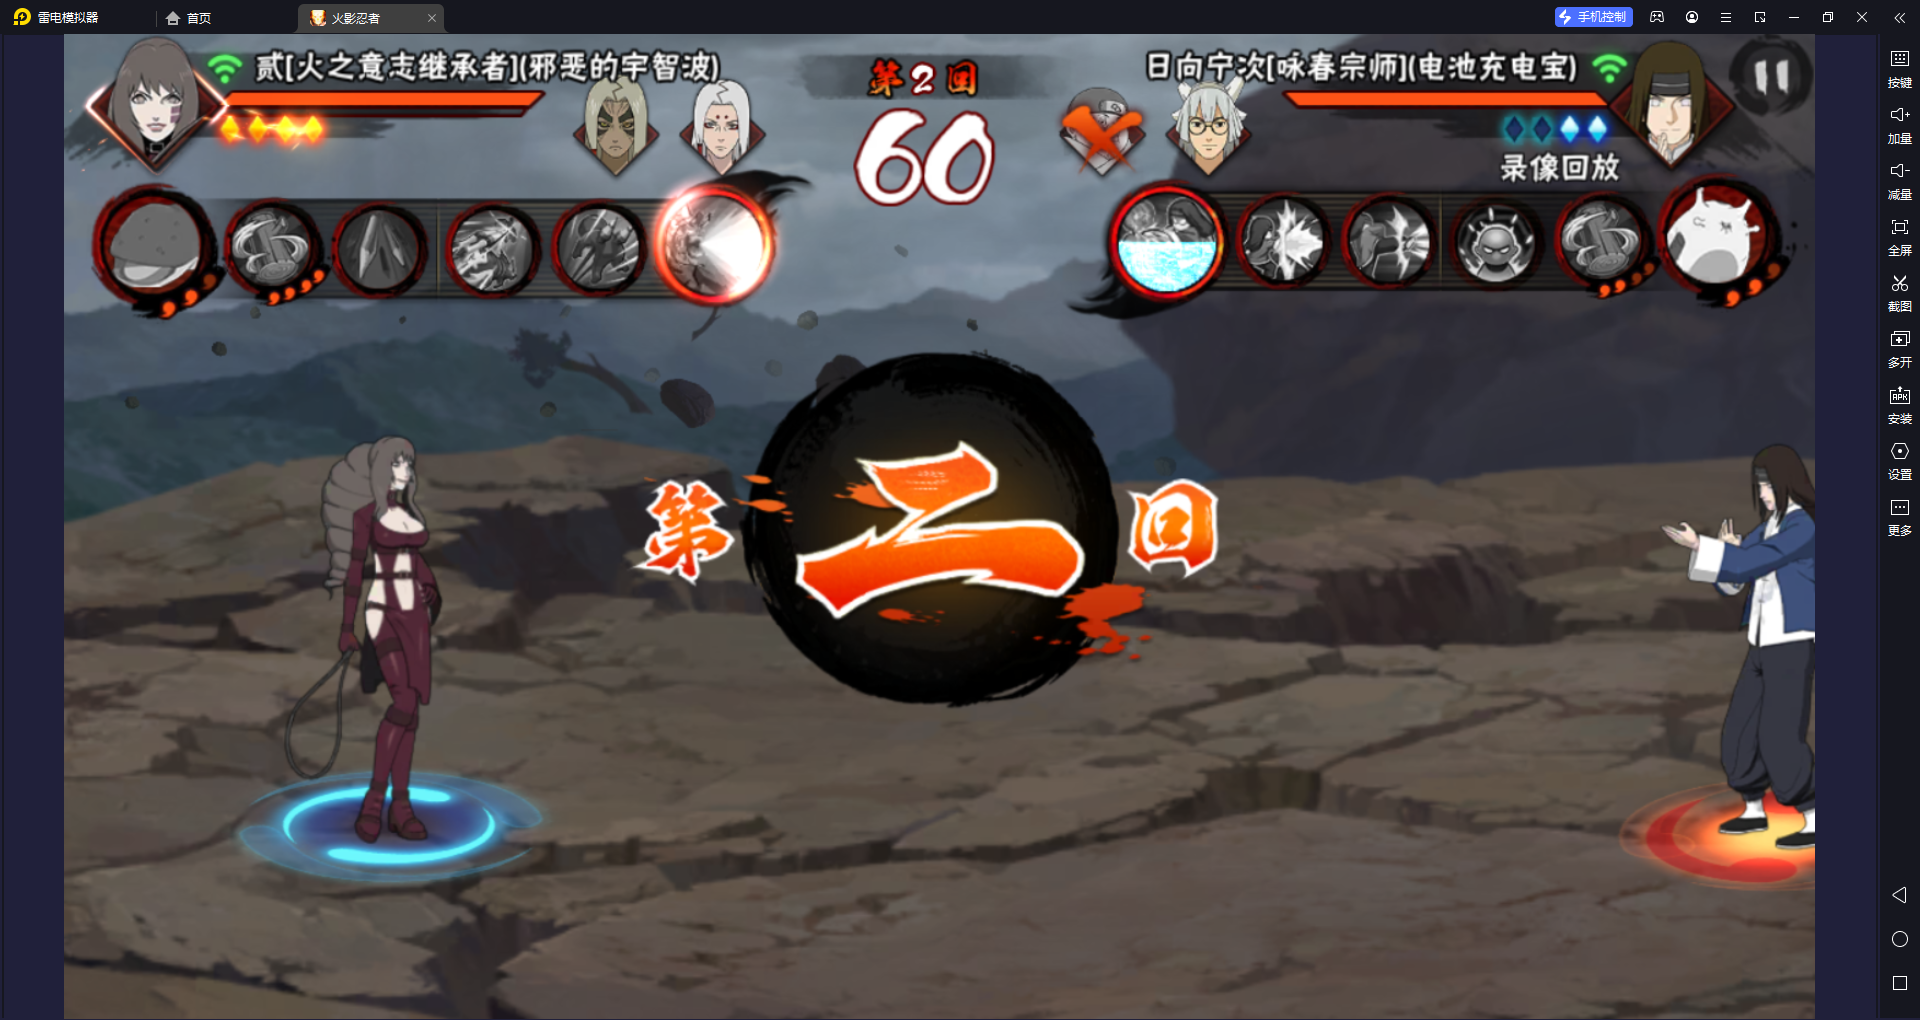 雷电模拟器
首页
火影忍者
手机控制
贰[火之意志继承者](邪恶的宇智波)
第2回
60
日向宁次[咏春宗师](电池充电宝)
录像回放
第二回
按键
加量
减量
全屏
截图
多开
APK
安装
设置
更多